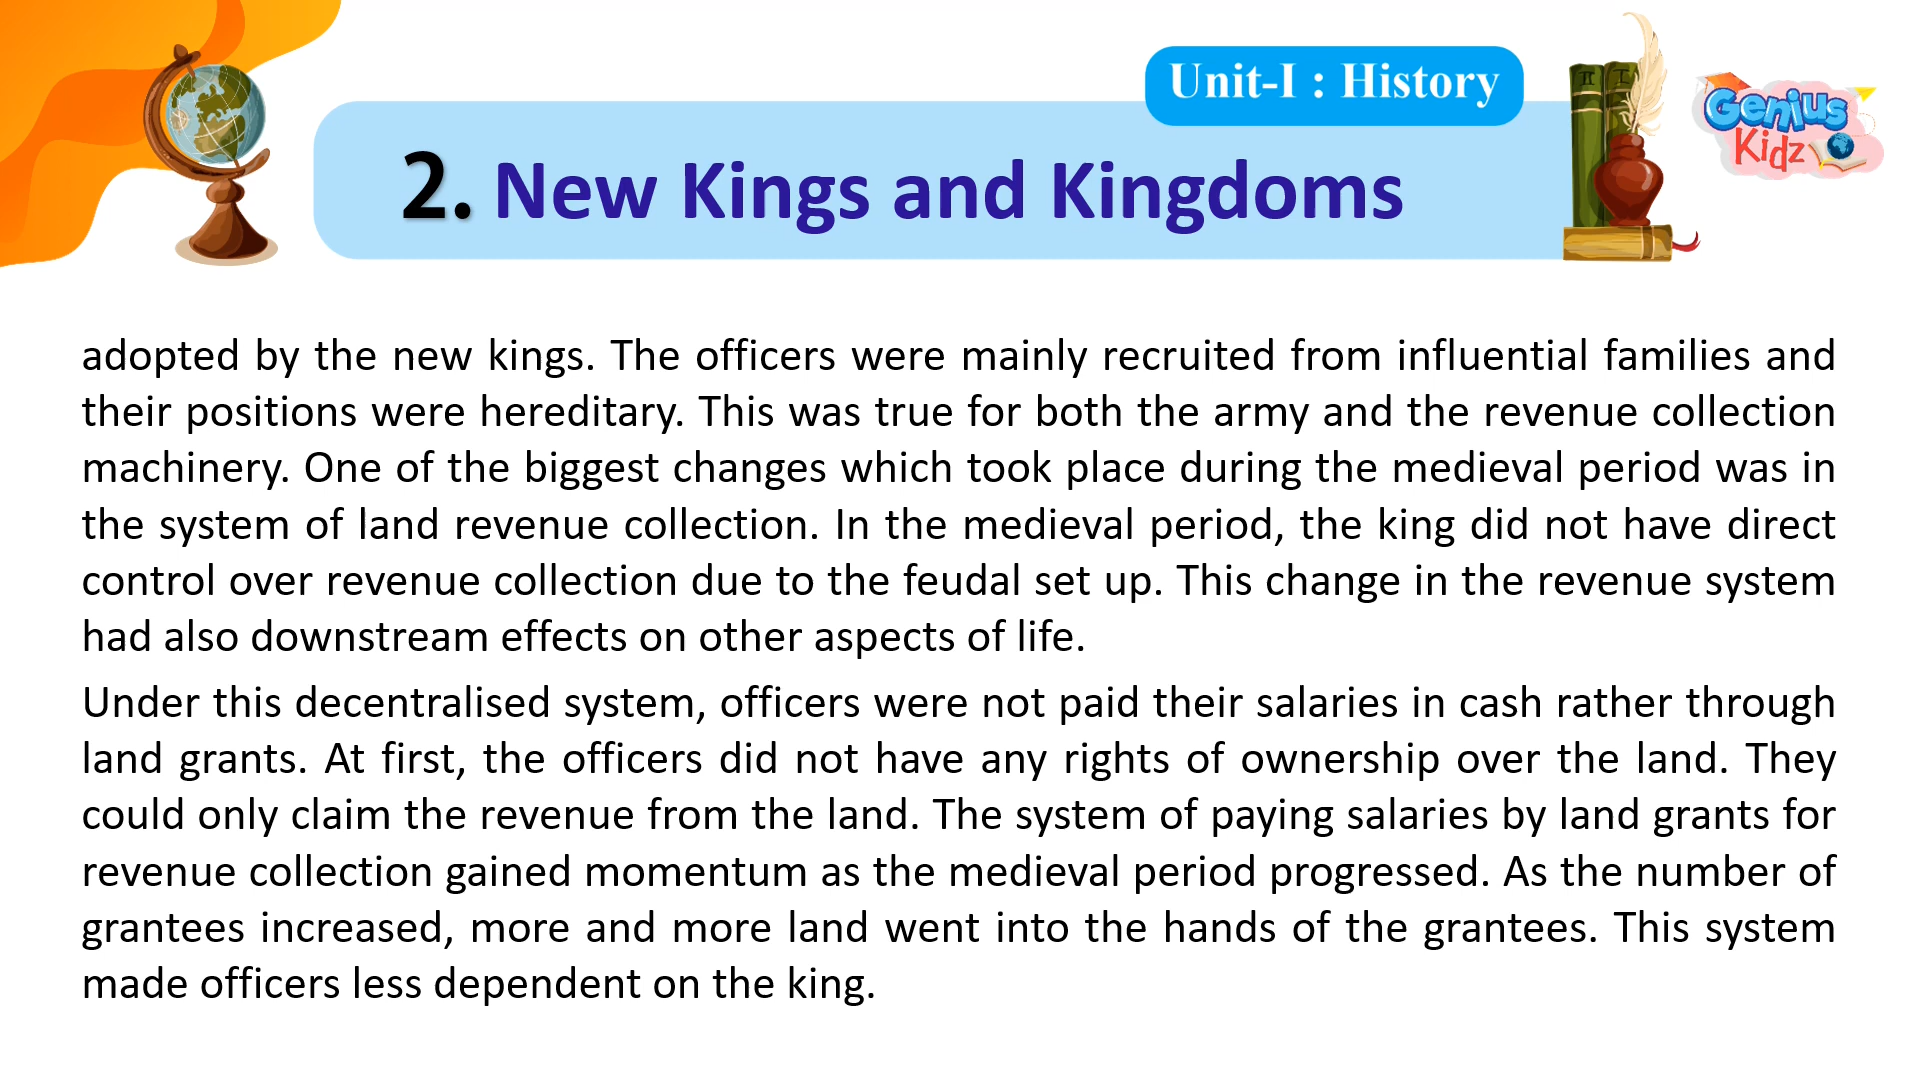 Unit-I : History
Genius
Kidz
2. New Kings and Kingdoms
adopted by the new kings. The officers were mainly recruited from influential families and
their positions were hereditary. This was true for both the army and the revenue collection
machinery. One of the biggest changes which took place during the medieval period was in
the system of land revenue collection. In the medieval period, the king did not have direct
control over revenue collection due to the feudal set up. This change in the revenue system
had also downstream effects on other aspects of life.
Under this decentralised system, officers were not paid their salaries in cash rather through
land grants. At first, the officers did not have any rights of ownership over the land. They
could only claim the revenue from the land. The system of paying salaries by land grants for
revenue collection gained momentum as the medieval period progressed. As the number of
grantees increased, more and more land went into the hands of the grantees. This system
made officers less dependent on the king.